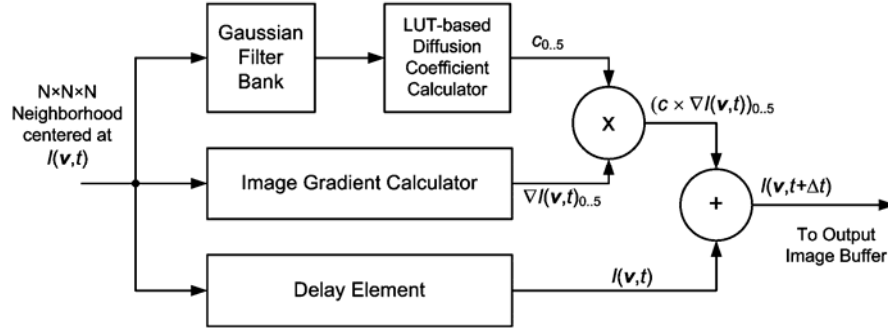 N×N×N
Neighborhood
centered at
I(v,t)
Gaussian
Filter
Bank
LUT-based
Diffusion
Coefficient
Calculator
c0..5
X
(c × ∇I(v,t))0..5
Image Gradient Calculator
∇I(v,t)0..5
+
I(v,t+Δt)
To Output
Image Buffer
Delay Element
I(v,t)